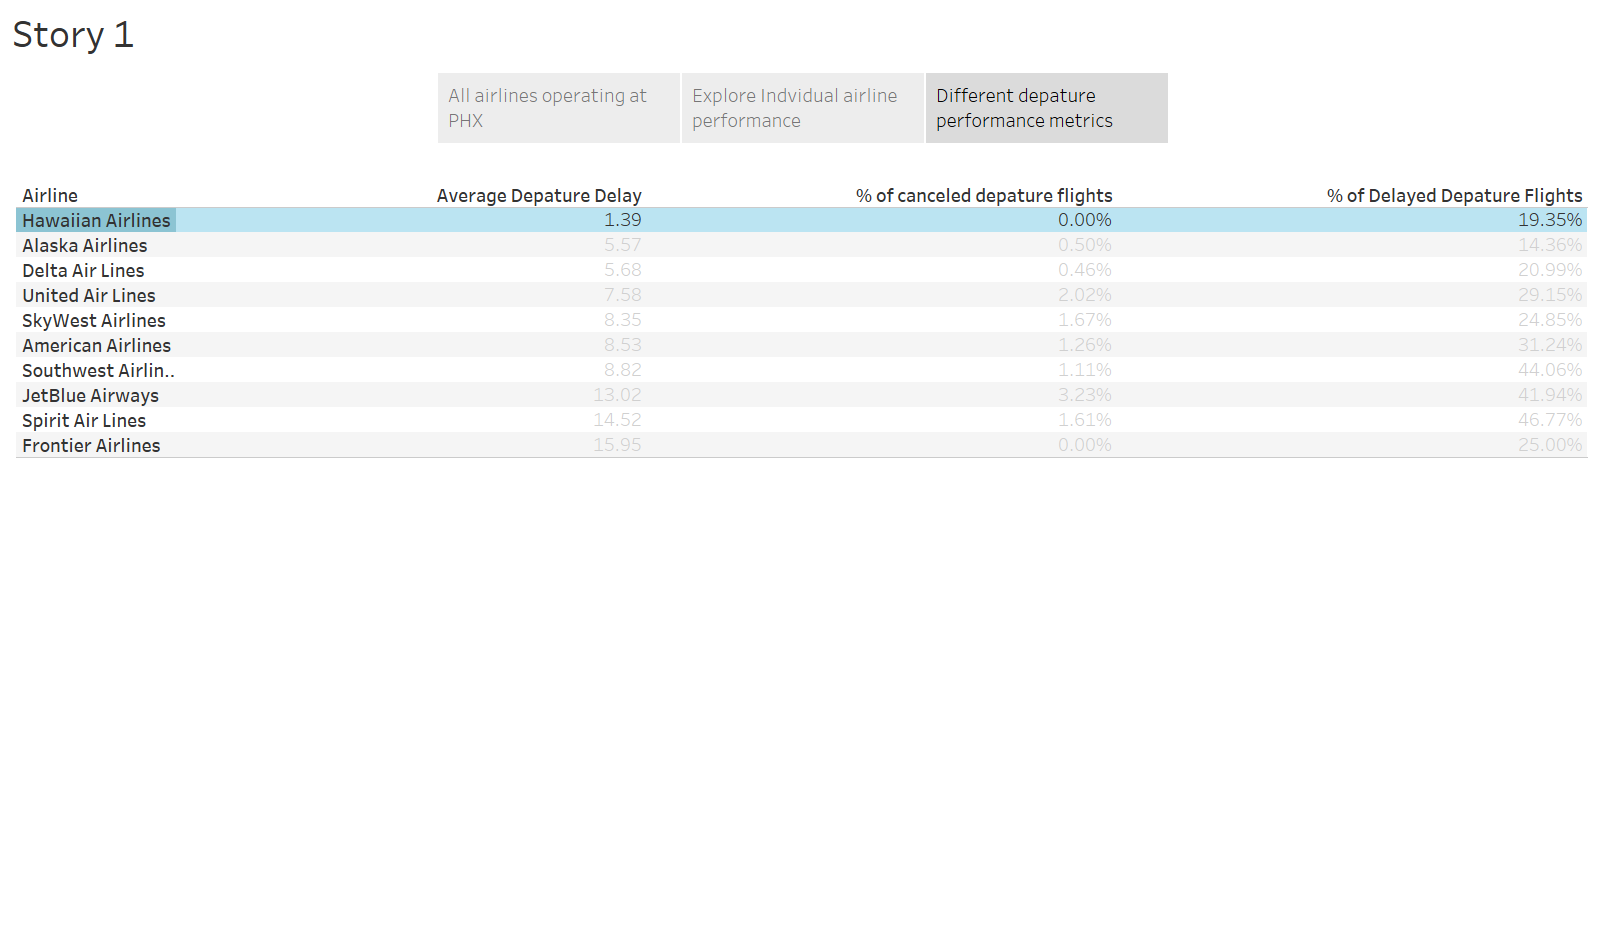 Story 1
All airlines operating at
PHX
Explore Indvidual airline
performance
Different depature
performance metrics
Airline Average Depature Delay % of canceled depature flights % of Delayed Depature Flights
Hawaiian Airlines 1.39 0.00% 19.35%
Alaska Airlines 5.57 0.50% 14.36%
Delta Air Lines 5.68 0.46% 20.99%
United Air Lines 7.58 2.02% 29.15%
SkyWest Airlines 8.35 1.67% 24.85%
American Airlines 8.53 1.26% 31.24%
Southwest Airlin.. 8.82 1.11% 44.06%
JetBlue Airways 13.02 3.23% 41.94%
Spirit Air Lines 14.52 1.61% 46.77%
Frontier Airlines 15.95 0.00% 25.00%